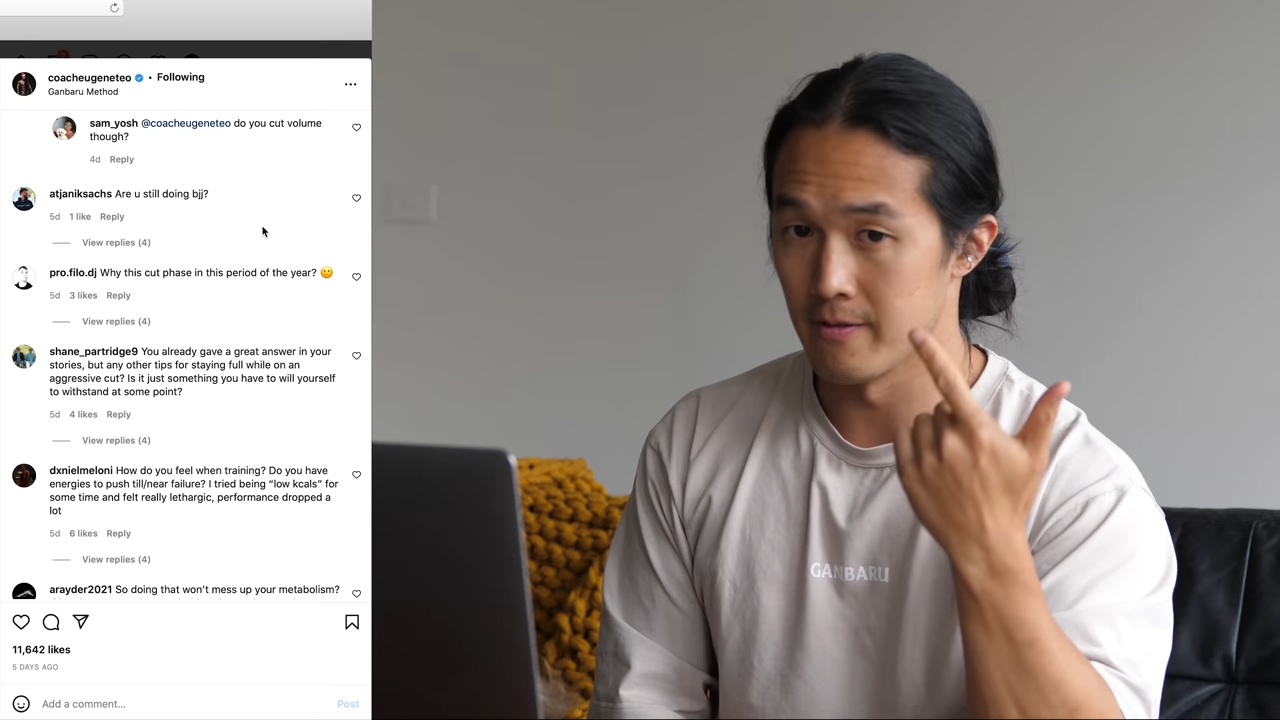 coacheugeneteo • Following
Ganbaru Method
sam_yosh @coacheugeneteo do you cut volume
though?
4d Reply
atjaniksachs Are u still doing bjj?
5d 1 like Reply
View replies (4)
pro.filo.dj Why this cut phase in this period of the year? 😕
5d 3 likes Reply
View replies (4)
shane_partridge9 You already gave a great answer in your
stories, but any other tips for staying full while on an
aggressive cut? Is it just something you have to will yourself
to withstand at some point?
5d 4 likes Reply
View replies (4)
dxnielmeloni How do you feel when training? Do you have
energies to push till/near failure? I tried being “low kcals” for
some time and felt really lethargic, performance dropped a
lot
5d 6 likes Reply
View replies (4)
arayder2021 So doing that won’t mess up your metabolism?
11,642 likes
5 DAYS AGO
Add a comment...
Post
GANBARU